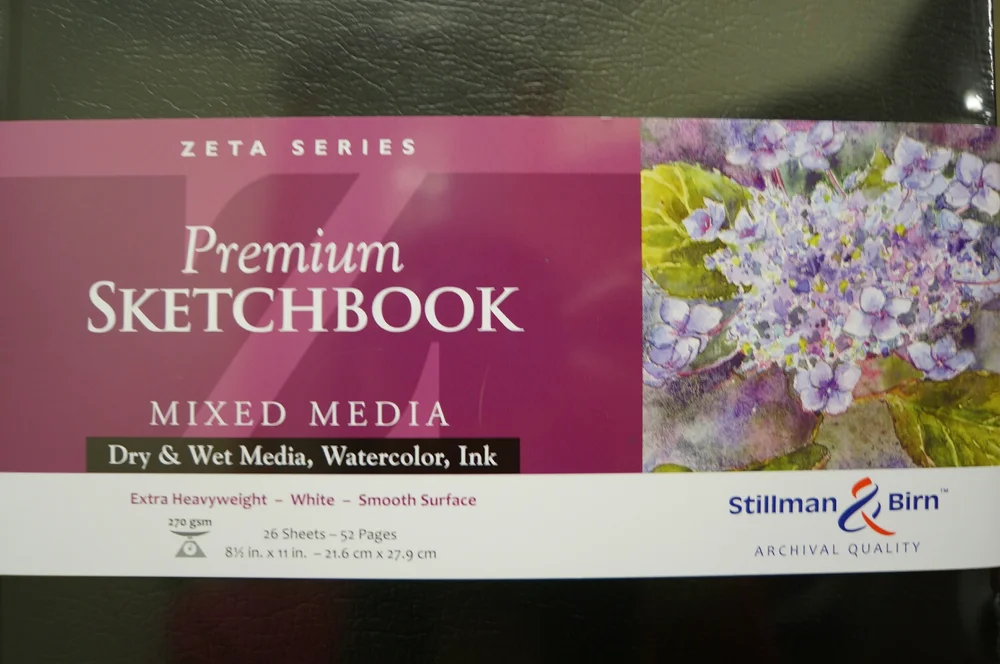 ZETA SERIES
Premium
SKETCHBOOK
MIXED MEDIA
Dry & Wet Media, Watercolor, Ink
Extra Heavyweight – White – Smooth Surface
270 gsm
26 Sheets – 52 Pages
8½ in. x 11 in. – 21.6 cm x 27.9 cm
Stillman & Birn™
ARCHIVAL QUALITY